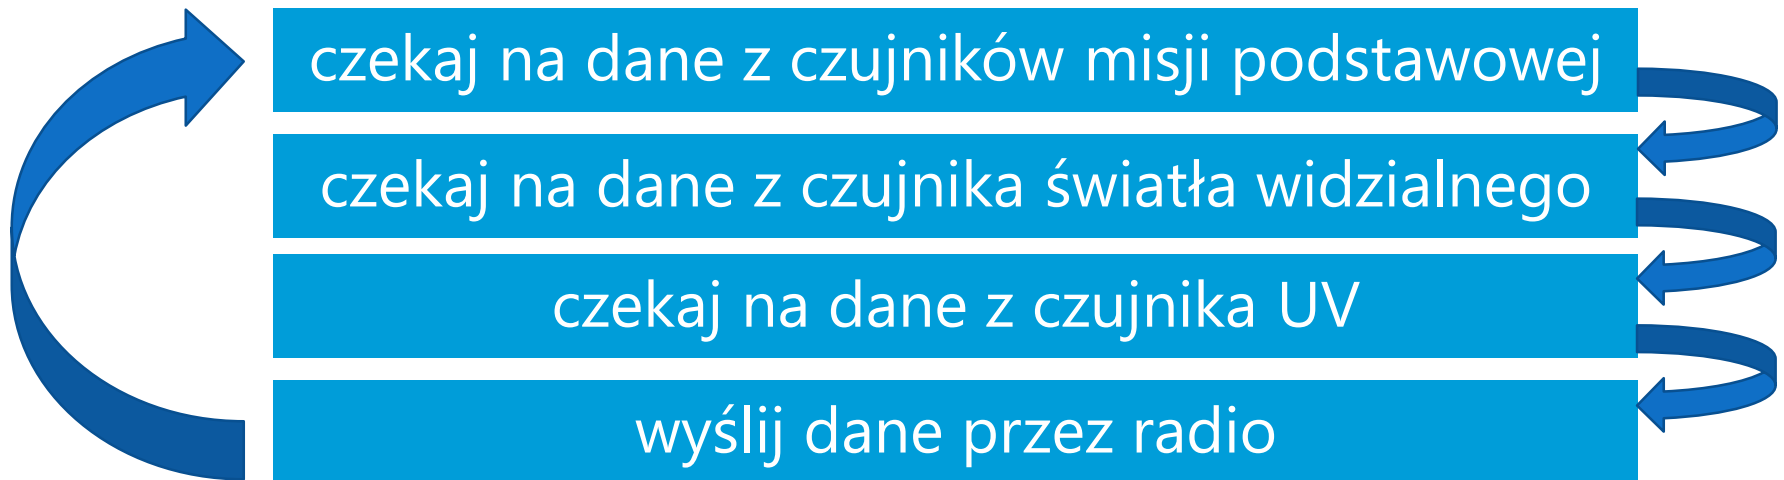 czekaj na dane z czujników misji podstawowej
czekaj na dane z czujnika światła widzialnego
czekaj na dane z czujnika UV
wyślij dane przez radio